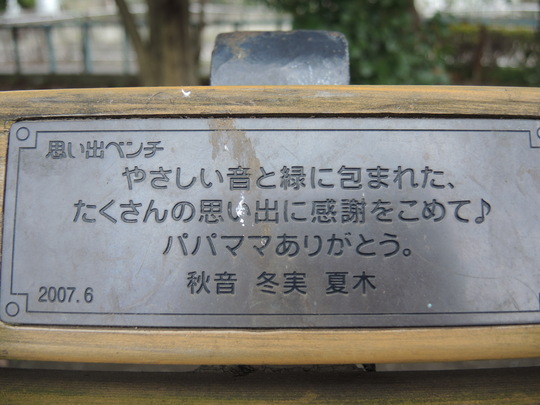 思い出ベンチ
やさしい音と緑に包まれた、
たくさんの思い出に感謝をこめて♪
パパママありがとう。
秋音 冬実 夏木
2007.6